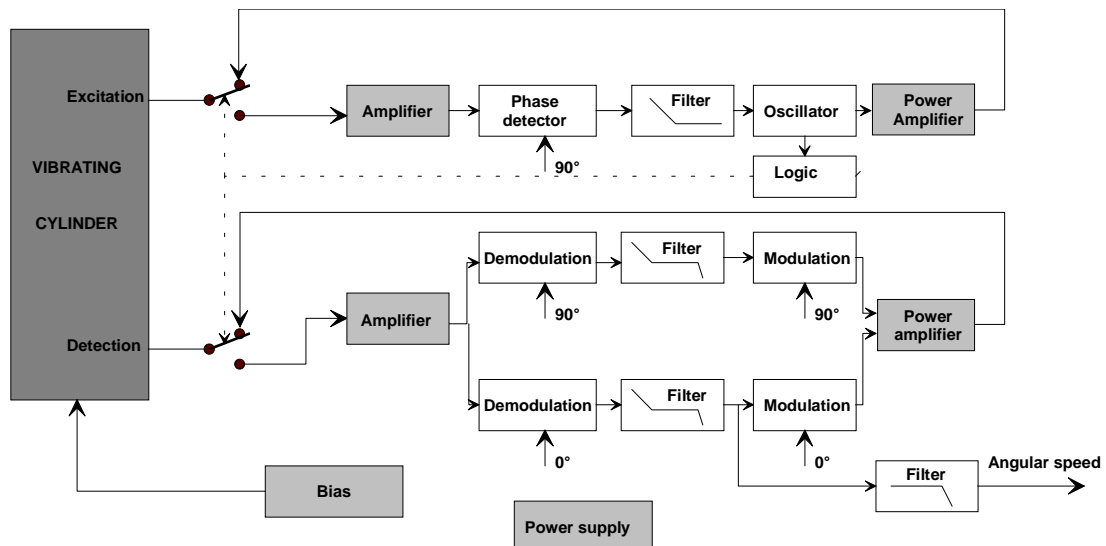 Excitation
VIBRATING
CYLINDER
Detection
Amplifier
Phase
detector
90°
Filter
Oscillator
Power
Amplifier
Logic
Amplifier
Demodulation
90°
Filter
Modulation
90°
Power
amplifier
Demodulation
0°
Filter
Modulation
0°
Filter
Angular speed
Bias
Power supply